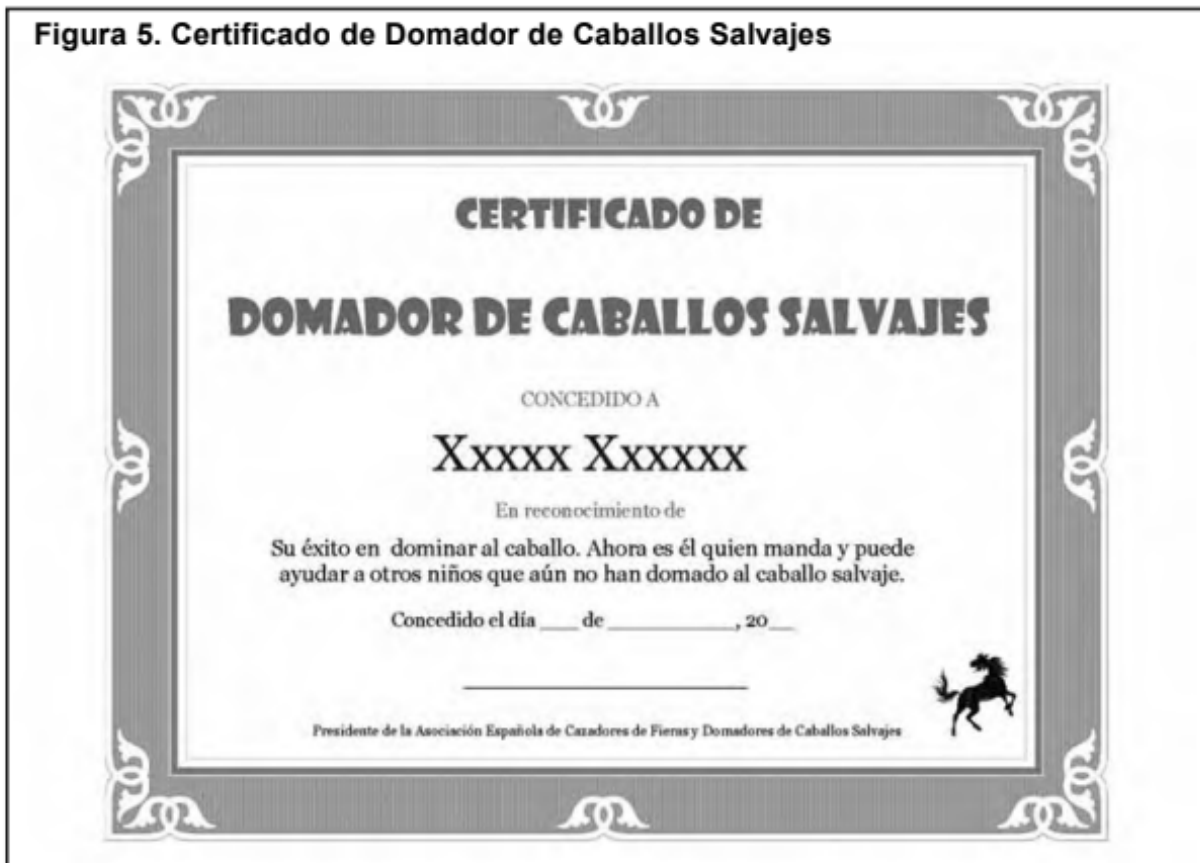 Figura 5. Certificado de Domador de Caballos Salvajes
CERTIFICADO DE
DOMADOR DE CABALLOS SALVAJES
CONCEDIDO A
Xxxxx Xxxxxx
En reconocimiento de
Su éxito en dominar al caballo. Ahora es él quien manda y puede
ayudar a otros niños que aún no han domado al caballo salvaje.
Concedido el día ____ de ____________, 20__
Presidente de la Asociación Española de Cazadores de Fieras y Domadores de Caballos Salvajes